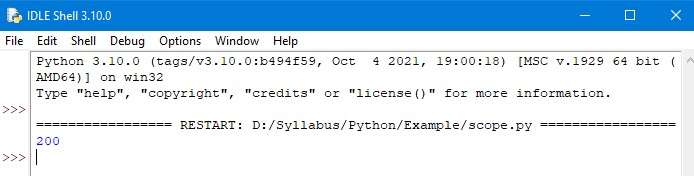 IDLE Shell 3.10.0
File Edit Shell Debug Options Window Help
Python 3.10.0 (tags/v3.10.0:b494f59, Oct  4 2021, 19:00:18) [MSC v.1929 64 bit (
AMD64)] on win32
Type "help", "copyright", "credits" or "license()" for more information.
>>>
================= RESTART: D:/Syllabus/Python/Example/scope.py =================
200
>>>